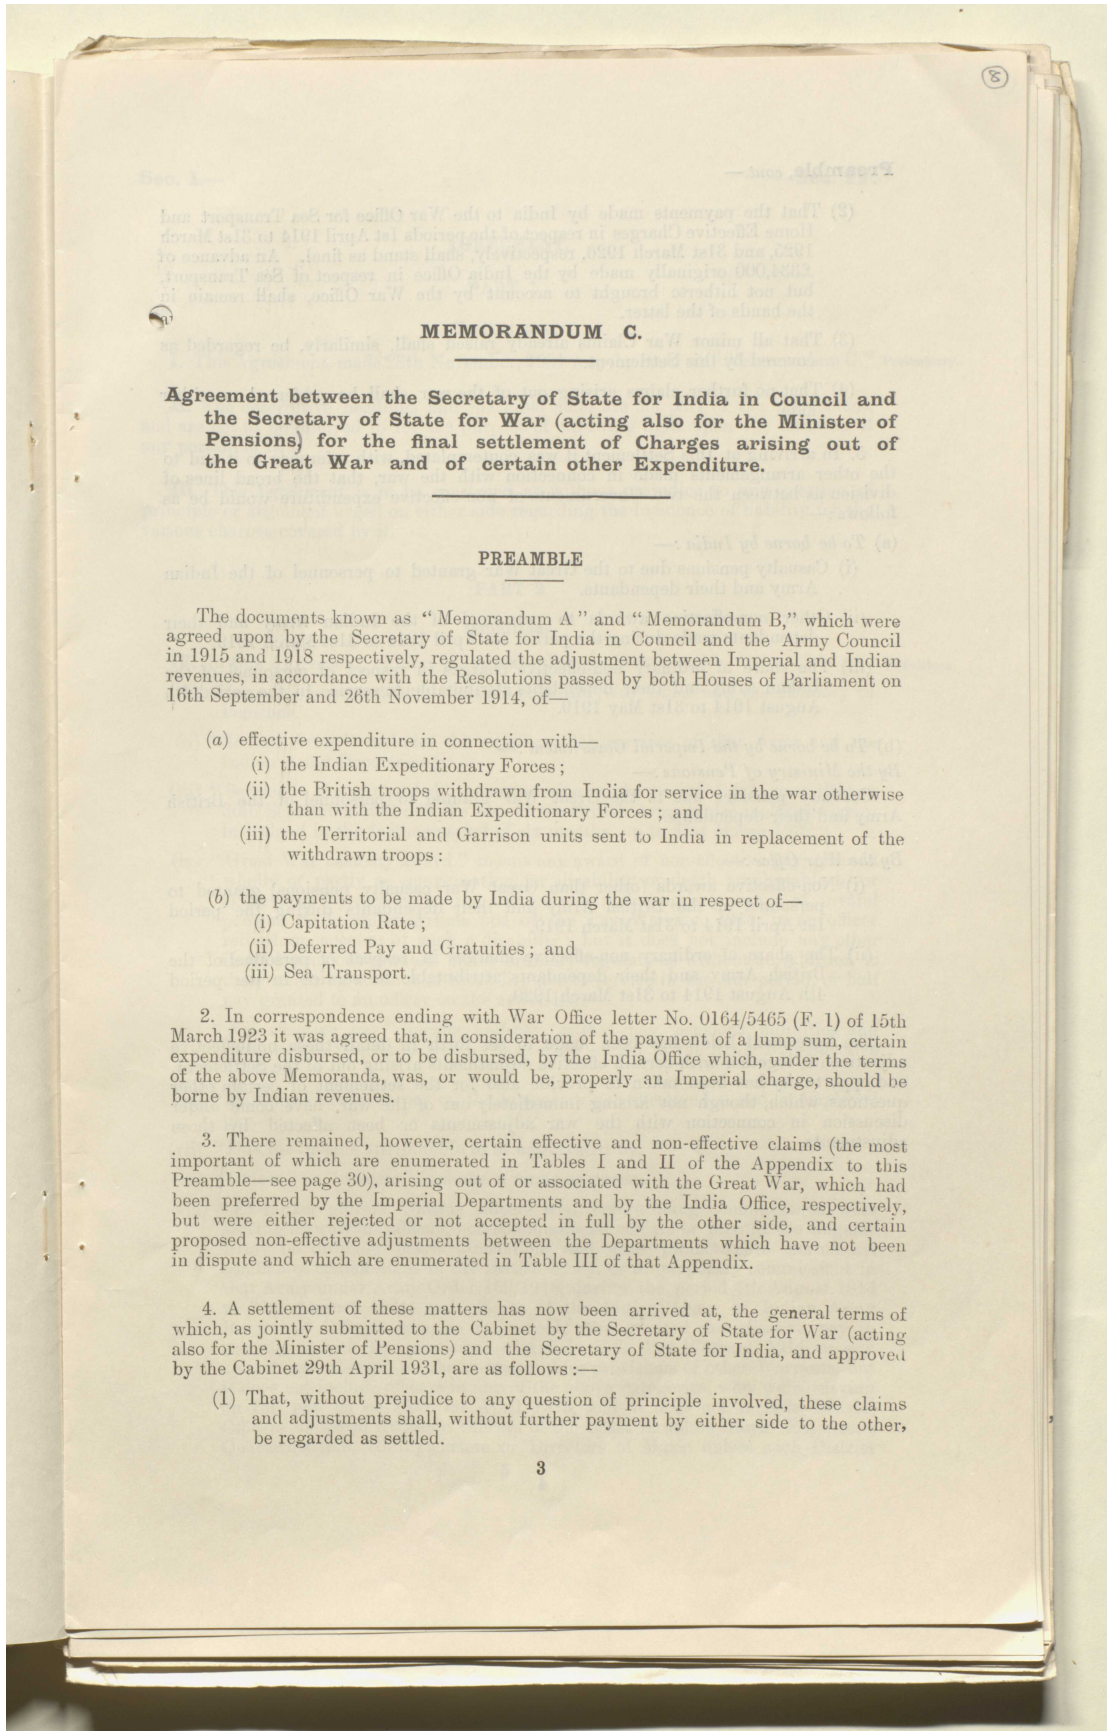 8
MEMORANDUM C.
Agreement between the Secretary of State for India in Council and
the Secretary of State for War (acting also for the Minister of
Pensions) for the final settlement of Charges arising out of
the Great War and of certain other Expenditure.
PREAMBLE
The documents known as “ Memorandum A ” and “ Memorandum B,” which were
agreed upon by the Secretary of State for India in Council and the Army Council
in 1915 and 1918 respectively, regulated the adjustment between Imperial and Indian
revenues, in accordance with the Resolutions passed by both Houses of Parliament on
16th September and 26th November 1914, of—
(a) effective expenditure in connection with—
(i) the Indian Expeditionary Forces ;
(ii) the British troops withdrawn from India for service in the war otherwise
than with the Indian Expeditionary Forces ; and
(iii) the Territorial and Garrison units sent to India in replacement of the
withdrawn troops :
(b) the payments to be made by India during the war in respect of—
(i) Capitation Rate ;
(ii) Deferred Pay and Gratuities ; and
(iii) Sea Transport.
2. In correspondence ending with War Office letter No. 0164/5465 (F. 1) of 15th
March 1923 it was agreed that, in consideration of the payment of a lump sum, certain
expenditure disbursed, or to be disbursed, by the India Office which, under the terms
of the above Memoranda, was, or would be, properly an Imperial charge, should be
borne by Indian revenues.
3. There remained, however, certain effective and non-effective claims (the most
important of which are enumerated in Tables I and II of the Appendix to this
Preamble—see page 30), arising out of or associated with the Great War, which had
been preferred by the Imperial Departments and by the India Office, respectively,
but were either rejected or not accepted in full by the other side, and certain
proposed non-effective adjustments between the Departments which have not been
in dispute and which are enumerated in Table III of that Appendix.
4. A settlement of these matters has now been arrived at, the general terms of
which, as jointly submitted to the Cabinet by the Secretary of State for War (acting
also for the Minister of Pensions) and the Secretary of State for India, and approved
by the Cabinet 29th April 1931, are as follows :—
(1) That, without prejudice to any question of principle involved, these claims
and adjustments shall, without further payment by either side to the other,
be regarded as settled.
3